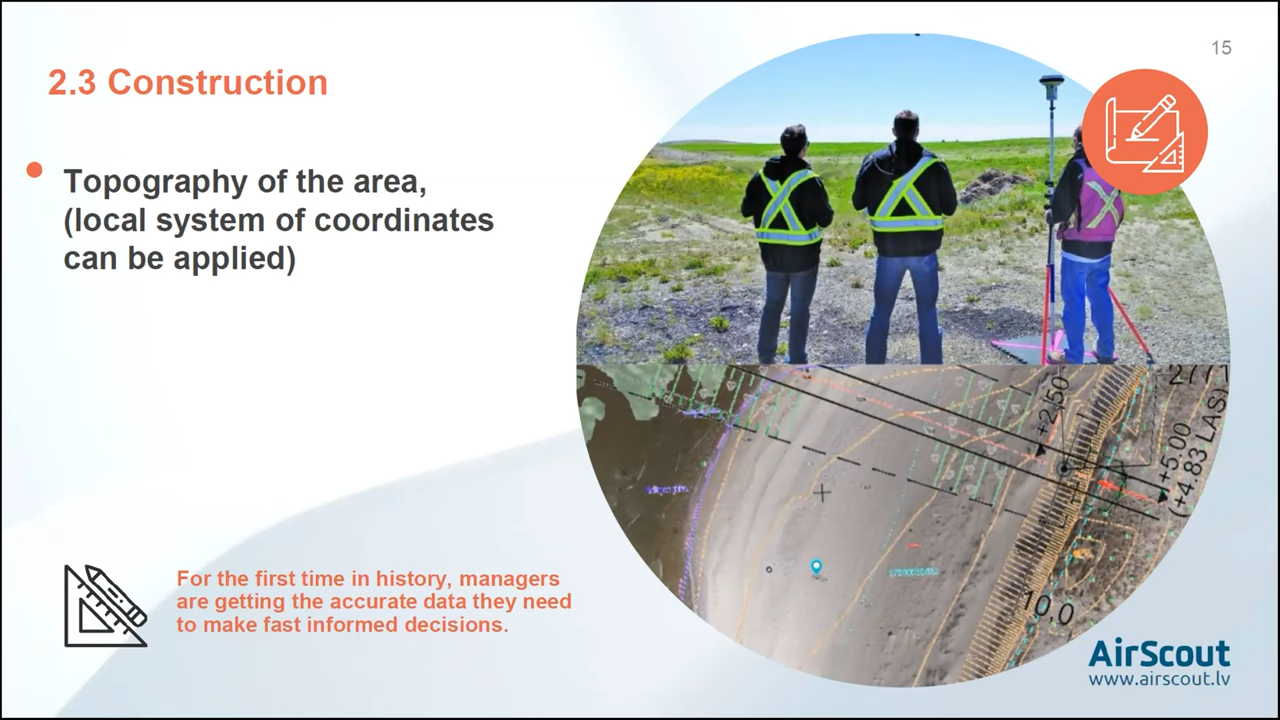 15
2.3 Construction
Topography of the area,
(local system of coordinates
can be applied)
+2,50
2771
+5.00
(+4.83 LAS)
10,0
For the first time in history, managers
are getting the accurate data they need
to make fast informed decisions.
AirScout
www.airscout.lv